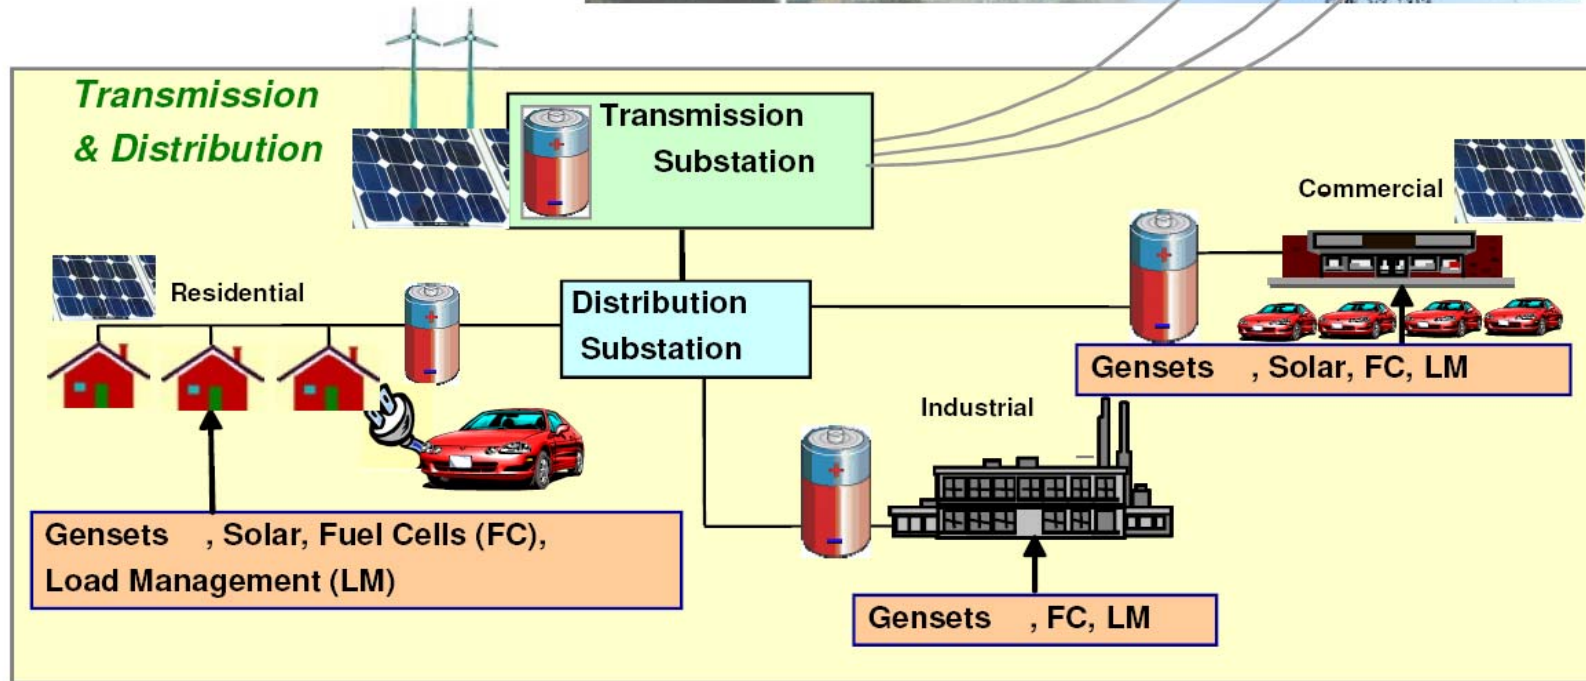 Transmission
& Distribution
Transmission
Substation
Commercial
Residential
Distribution
Substation
Gensets , Solar, FC, LM
Industrial
Gensets , Solar, Fuel Cells (FC),
Load Management (LM)
Gensets , FC, LM